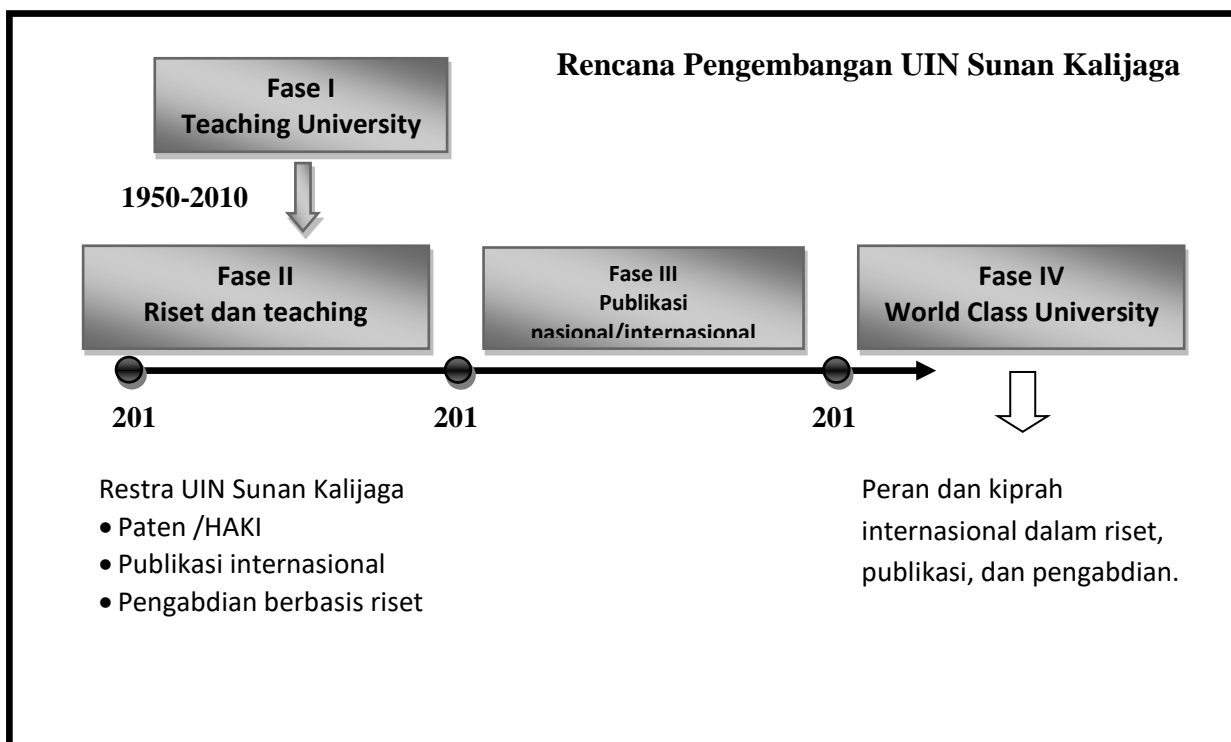 Rencana Pengembangan UIN Sunan Kalijaga
Fase I
Teaching University
1950-2010
Fase II
Riset dan teaching
Fase III
Publikasi
nasional/internasional
Fase IV
World Class University
201
201
201
Restra UIN Sunan Kalijaga
• Paten /HAKI
• Publikasi internasional
• Pengabdian berbasis riset
Peran dan kiprah
internasional dalam riset,
publikasi, dan pengabdian.